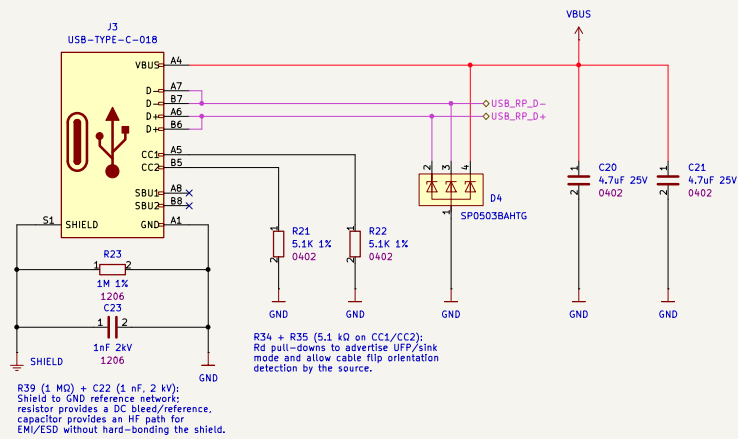 J3
USB-TYPE-C-018
VBUS
A4
VBUS
D-
A7
D-
B7
USB_RP_D-
D+
A6
USB_RP_D+
D+
B6
CC1
A5
CC2
B5
2
3
4
1
C20
4.7uF 25V
0402
2
1
C21
4.7uF 25V
0402
2
SBU1
A8
SBU2
B8
D4
SP0503BAHTG
1
S1
SHIELD
GND
A1
1
R21
5.1K 1%
0402
2
1
R22
5.1K 1%
0402
2
R23
1
2
1M 1%
1206
C23
1
2
1nF 2kV
1206
GND
GND
GND
GND
GND
SHIELD
GND
R34 + R35 (5.1 kΩ on CC1/CC2):
Rd pull-downs to advertise UFP/sink
mode and allow cable flip orientation
detection by the source.
R39 (1 MΩ) + C22 (1 nF, 2 kV):
Shield to GND reference network;
resistor provides a DC bleed/reference,
capacitor provides an HF path for
EMI/ESD without hard-bonding the shield.